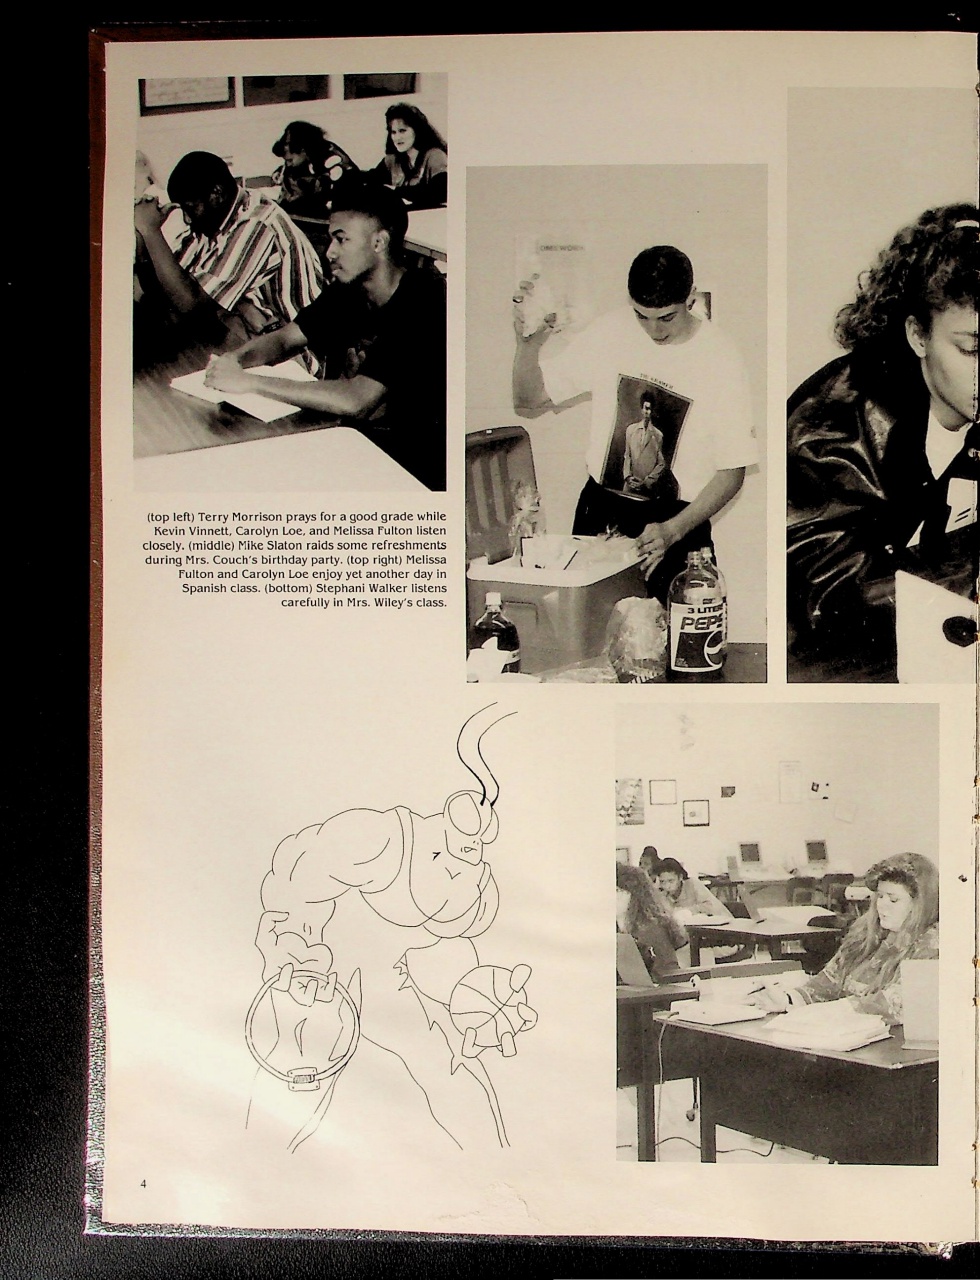 (top left) Terry Morrison prays for a good grade while
Kevin Vinnett, Carolyn Loe, and Melissa Fulton listen
closely. (middle) Mike Slaton raids some refreshments
during Mrs. Couch's birthday party. (top right) Melissa
Fulton and Carolyn Loe enjoy yet another day in
Spanish class. (bottom) Stephani Walker listens
carefully in Mrs. Wiley's class.
THE KRAMER
3 LITER
PEPSI
4